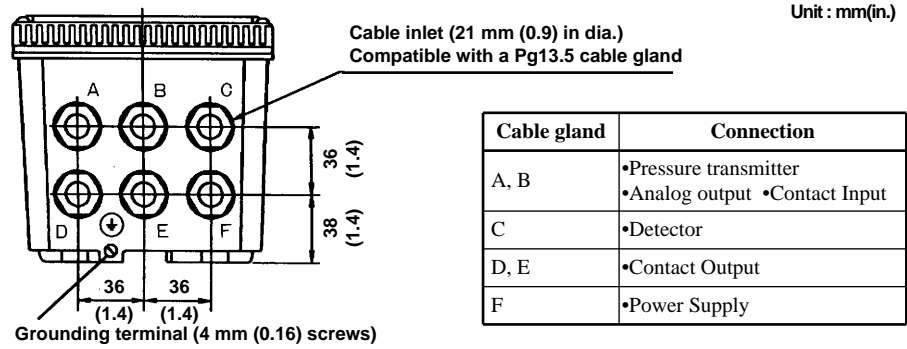 Unit : mm(in.)
Cable inlet (21 mm (0.9) in dia.)
Compatible with a Pg13.5 cable gland
A B C
36
(1.4)
38
(1.4)
D E F
36 36
(1.4) (1.4)
Grounding terminal (4 mm (0.16) screws)
Cable gland Connection
A, B •Pressure transmitter
•Analog output •Contact Input
C •Detector
D, E •Contact Output
F •Power Supply